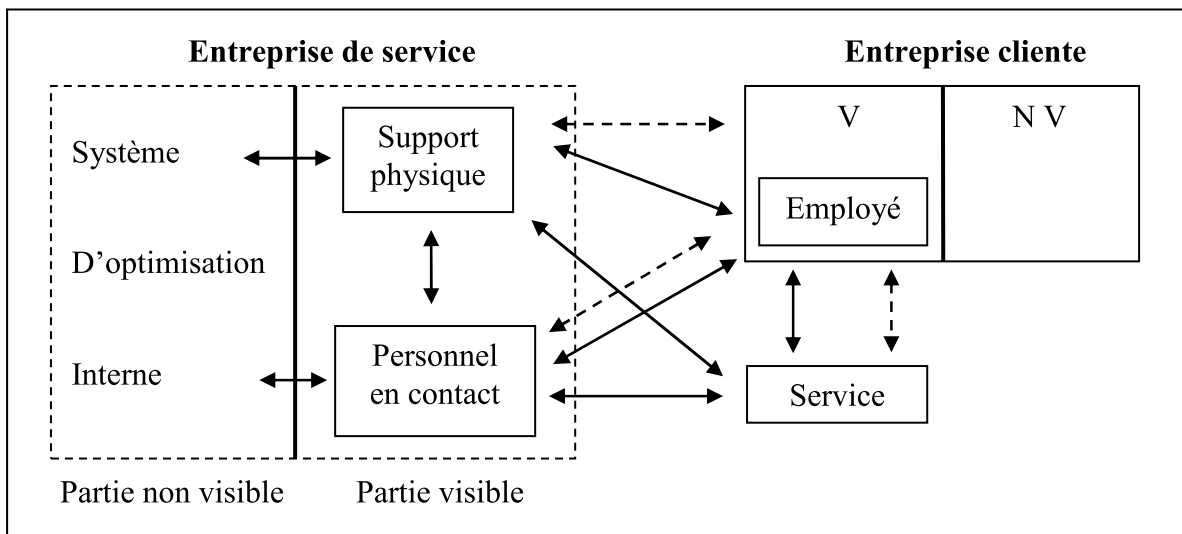 Entreprise de service
Entreprise cliente
Système
D’optimisation
Interne
Support
physique
Personnel
en contact
V
N V
Employé
Service
Partie non visible
Partie visible